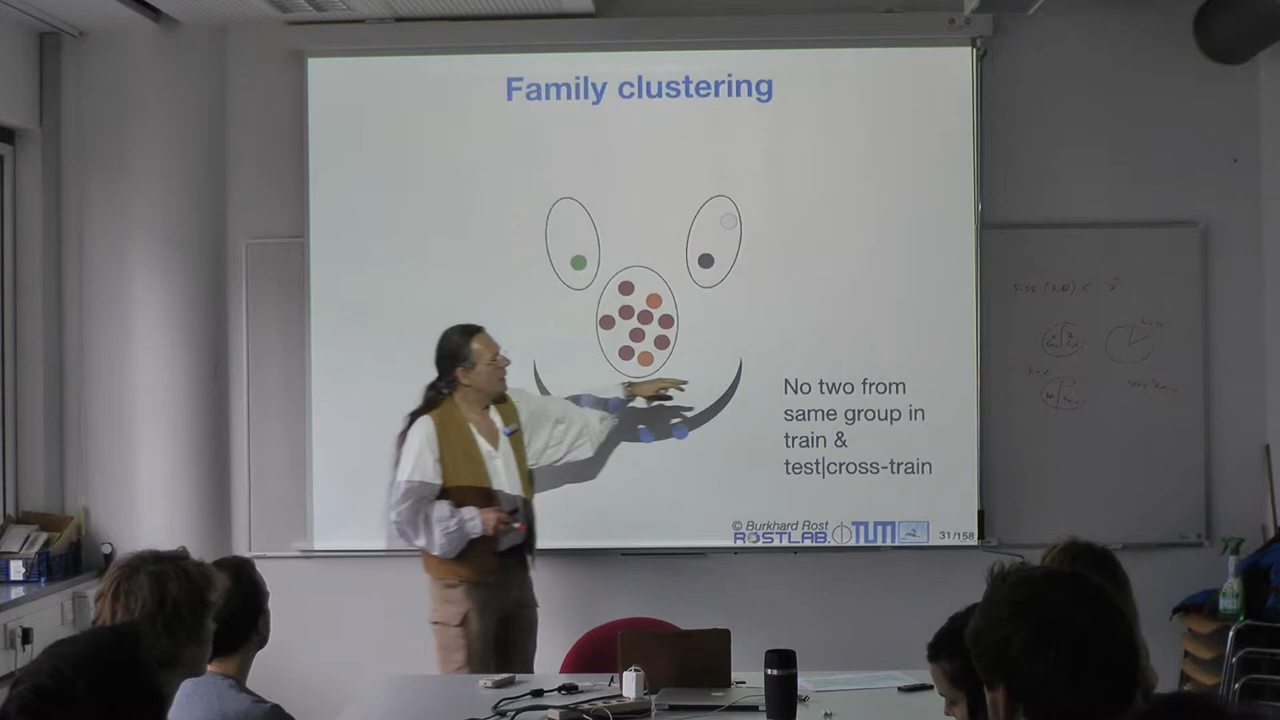 Family clustering
No two from
same group in
train &
test|cross-train
© Burkhard Rost
ROSTLAB TUM
31/158